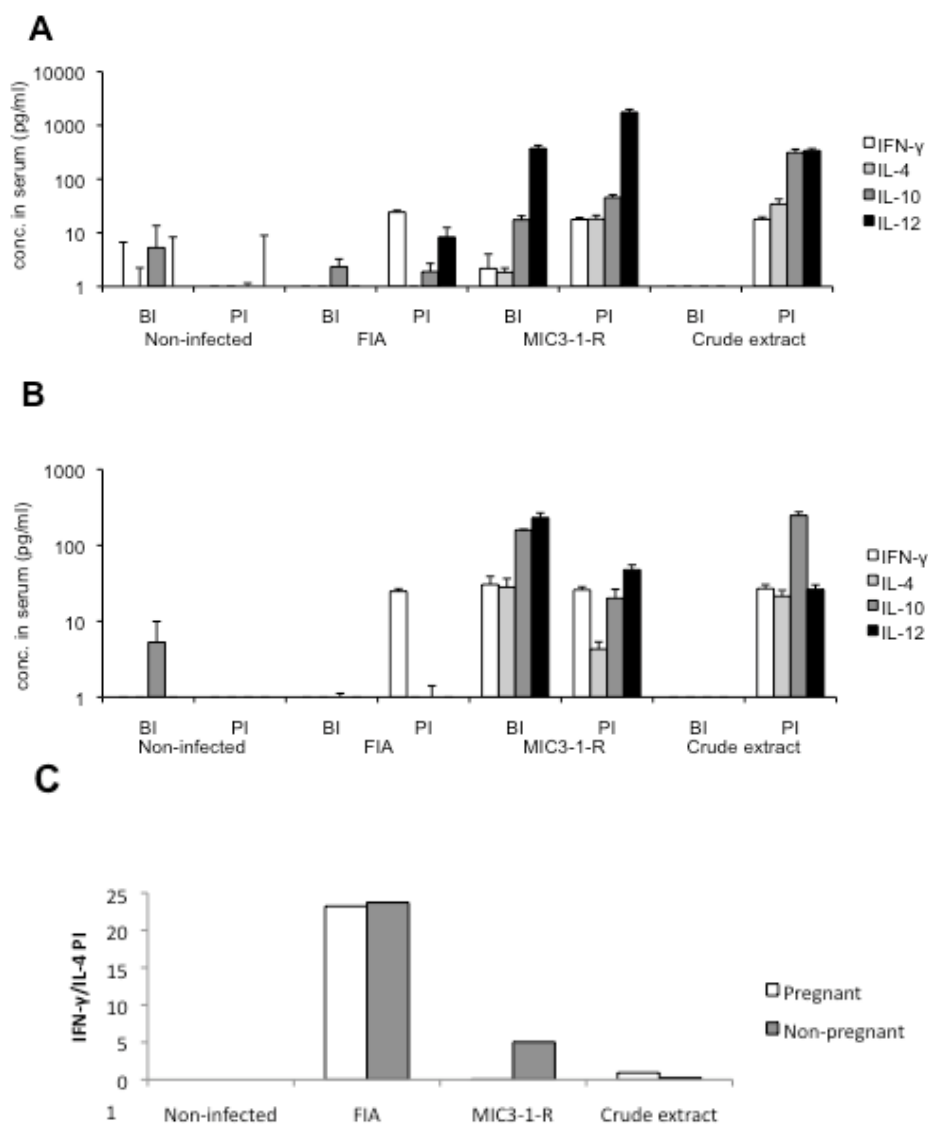 A
10000
1000
100
10
1
conc. in serum (pg/ml)
IFN-γ
IL-4
IL-10
IL-12
BI PI BI PI BI PI BI PI
Non-infected FIA MIC3-1-R Crude extract
B
1000
100
10
1
conc. in serum (pg/ml)
IFN-γ
IL-4
IL-10
IL-12
BI PI BI PI BI PI BI PI
Non-infected FIA MIC3-1-R Crude extract
C
25
20
15
10
5
0
1
IFN-γ/IL-4 PI
Pregnant
Non-pregnant
Non-infected FIA MIC3-1-R Crude extract